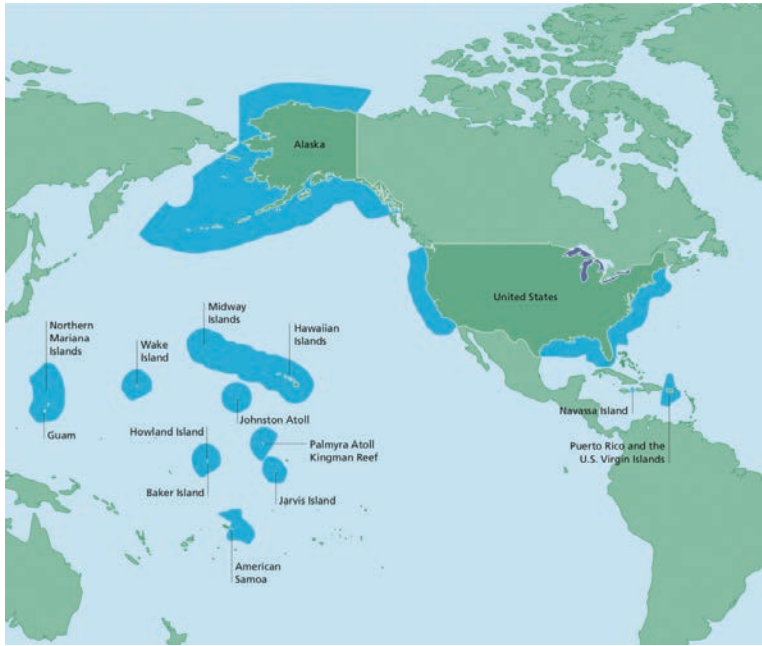 Alaska
United States
Midway
Islands
Northern
Mariana
Islands
Wake
Island
Hawaiian
Islands
Guam
Johnston Atoll
Howland Island
Palmyra Atoll
Kingman Reef
Baker Island
Jarvis Island
American
Samoa
Navassa Island
Puerto Rico and the
U.S. Virgin Islands